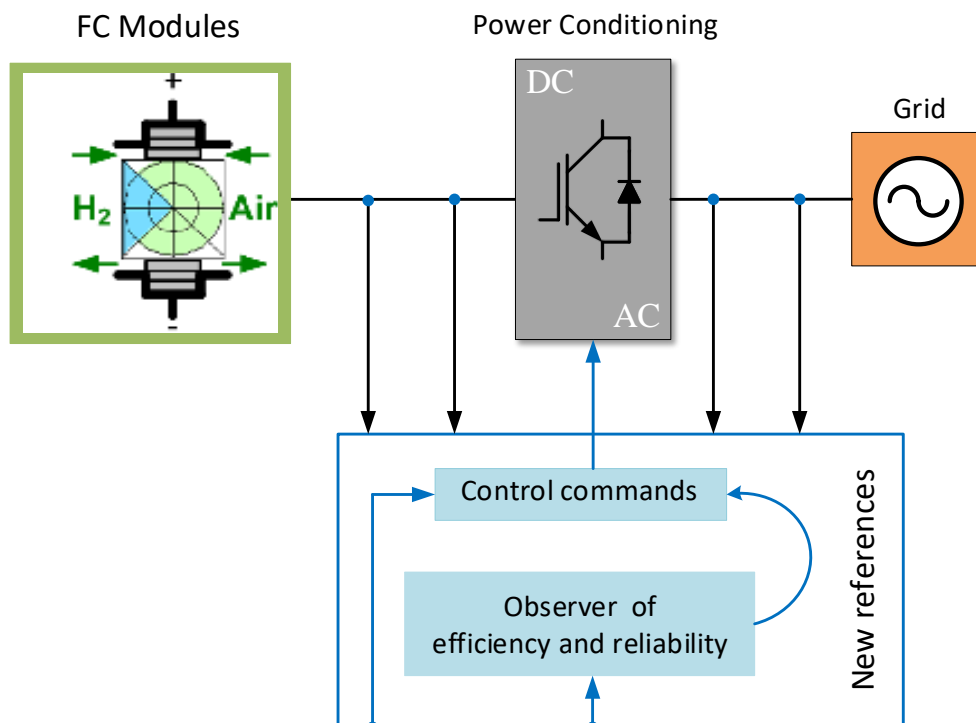 FC Modules
Power Conditioning
Grid
+
H2
Air
-
DC
AC
Control commands
Observer of
efficiency and reliability
New references